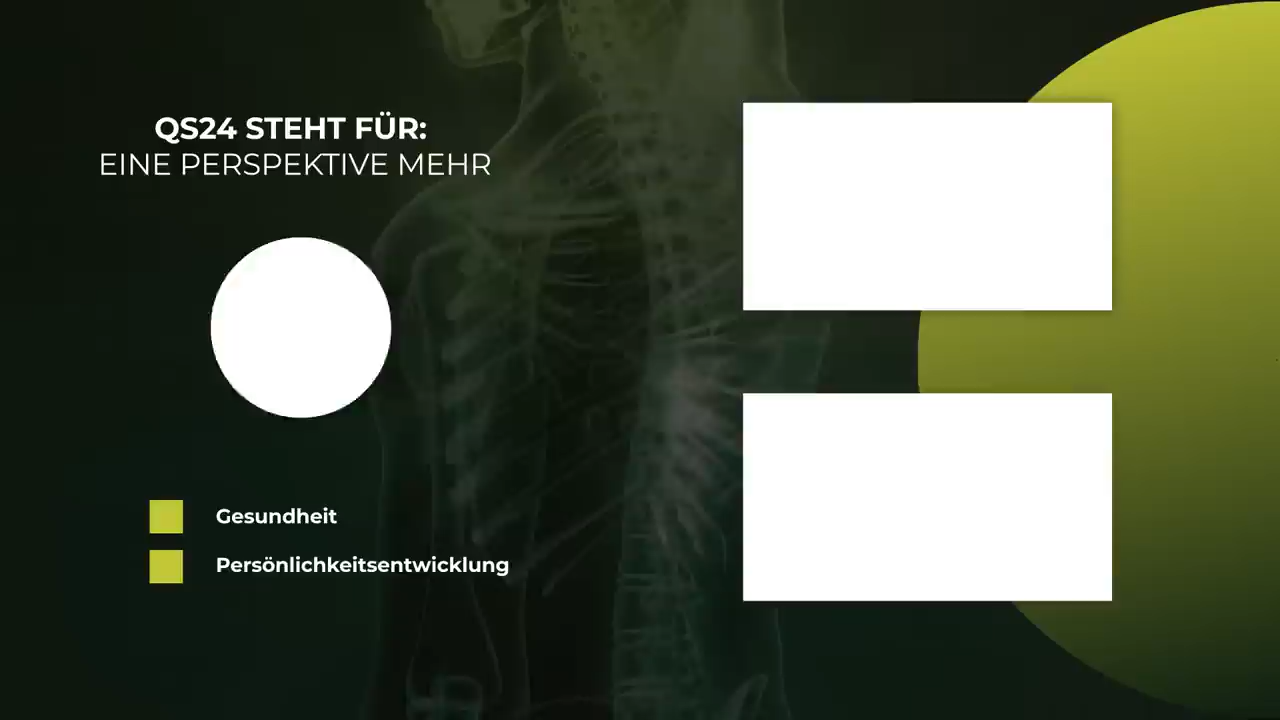 QS24 STEHT FÜR:
EINE PERSPEKTIVE MEHR
Gesundheit
Persönlichkeitsentwicklung